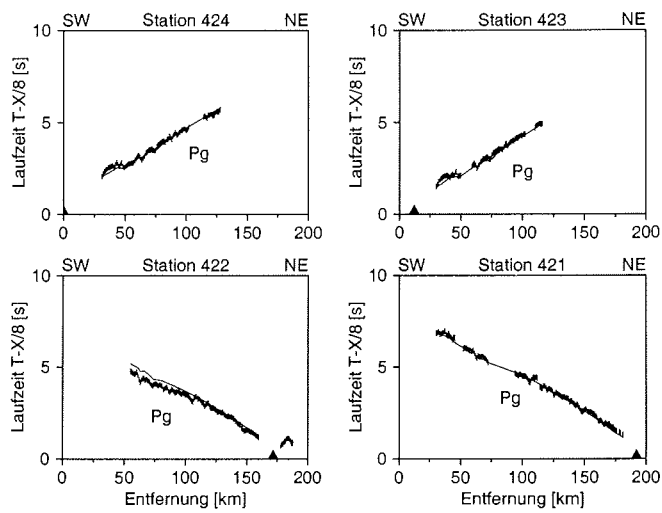 SW Station 424 NE
10
Laufzeit T-X/8 [s]
5
Pg
0
0 50 100 150 200
SW Station 423 NE
10
Laufzeit T-X/8 [s]
5
Pg
0
0 50 100 150 200
SW Station 422 NE
10
Laufzeit T-X/8 [s]
5
Pg
0
0 50 100 150 200
Entfernung [km]
SW Station 421 NE
10
Laufzeit T-X/8 [s]
5
Pg
0
0 50 100 150 200
Entfernung [km]